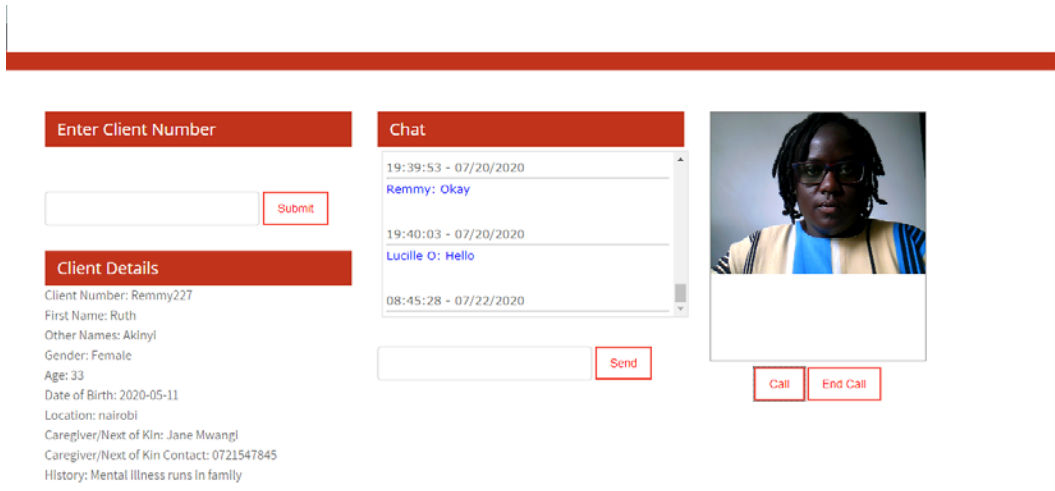 Enter Client Number
Submit
Client Details
Client Number: Remmy227
First Name: Ruth
Other Names: Akinyi
Gender: Female
Age: 33
Date of Birth: 2020-05-11
Location: nairobi
Caregiver/Next of Kin: Jane Mwangi
Caregiver/Next of Kin Contact: 0721547845
History: Mental illness runs in family
Chat
19:39:53 - 07/20/2020
Remmy: Okay
19:40:03 - 07/20/2020
Lucille O: Hello
08:45:28 - 07/22/2020
Send
Call
End Call